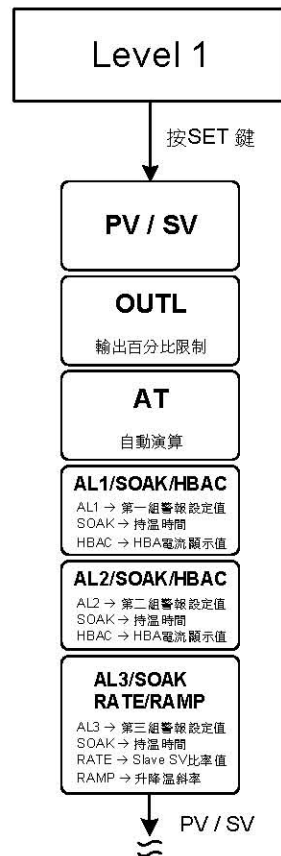 Level 1
按SET 鍵
PV / SV
OUTL
輸出百分比限制
AT
自動演算
AL1/SOAK/HBAC
AL1 → 第一組警報設定值
SOAK → 持溫時間
HBAC → HBA電流顯示值
AL2/SOAK/HBAC
AL2 → 第二組警報設定值
SOAK → 持溫時間
HBAC → HBA電流顯示值
AL3/SOAK
RATE/RAMP
AL3 → 第三組警報設定值
SOAK → 持溫時間
RATE → Slave SV比率值
RAMP → 升降溫斜率
PV / SV